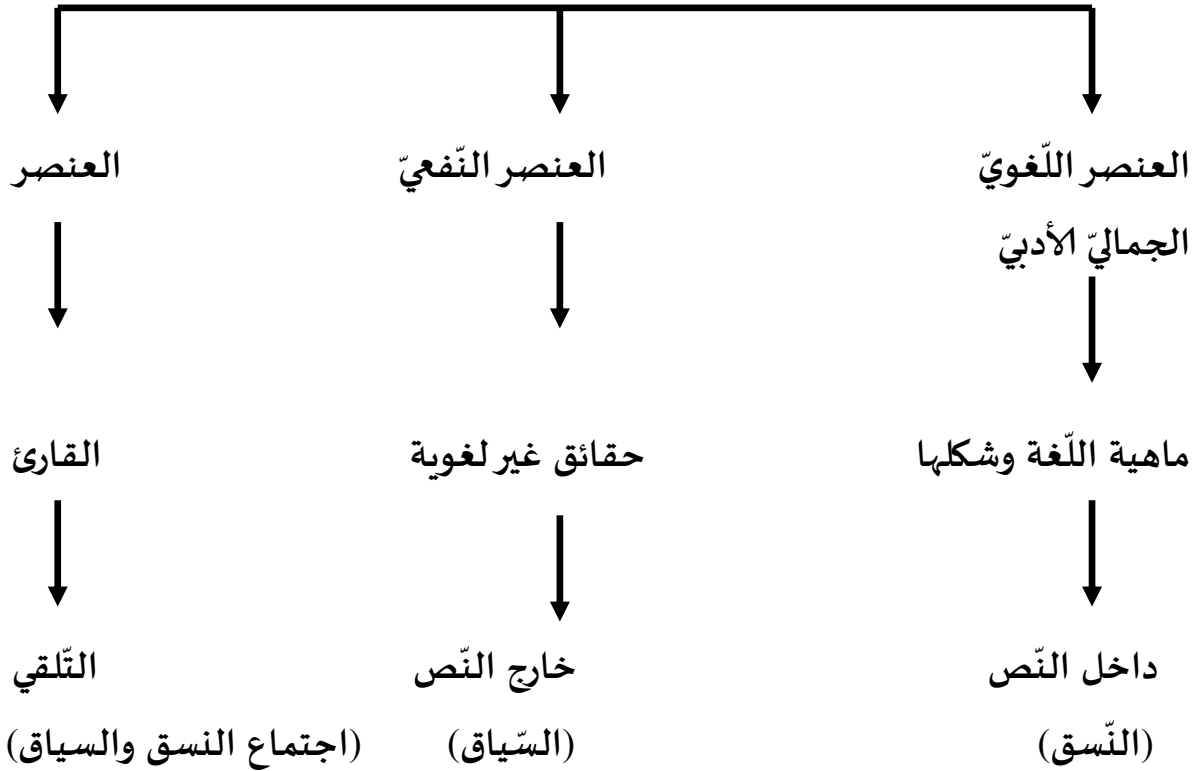 العنصر اللّغويّ
الجماليّ الأدبيّ
العنصر النّفعيّ
العنصر
ماهية اللّغة وشكلها
حقائق غير لغوية
القارئ
داخل النّص
(النّسق)
خارج النّص
(السّياق)
التّلقي
(اجتماع النسق والسياق)